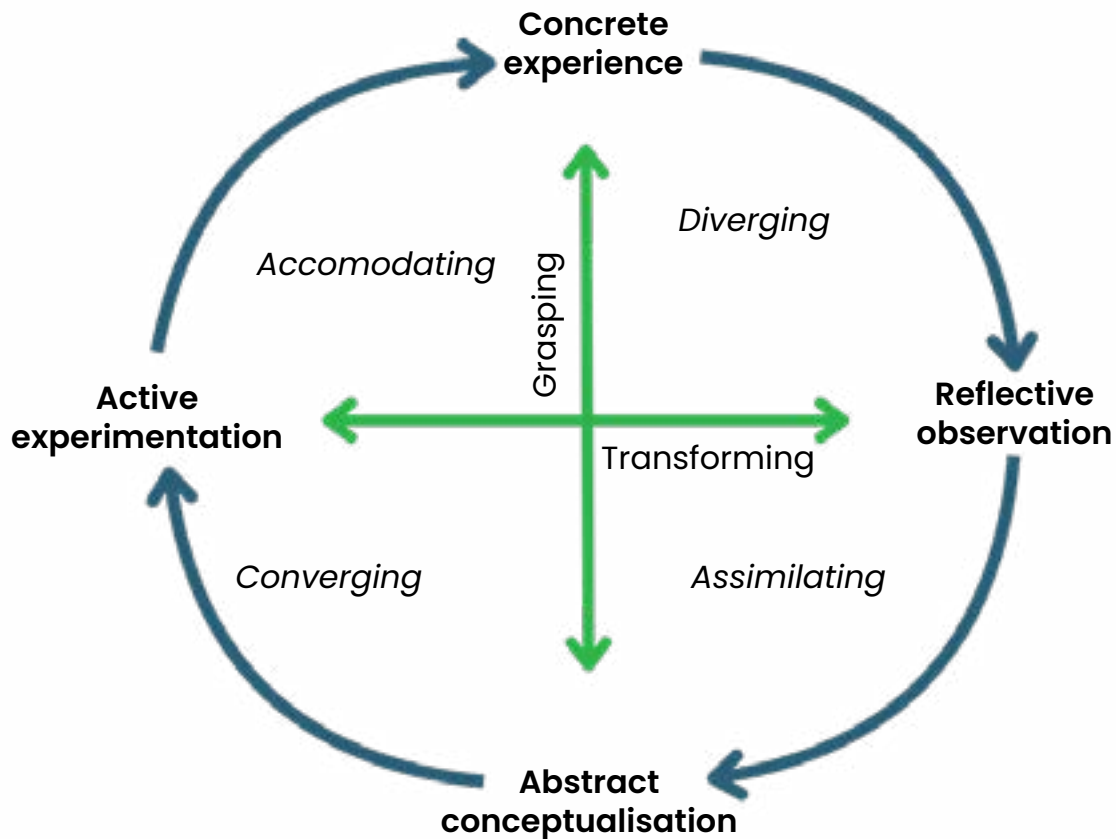 Concrete
experience
Diverging
Accomodating
Grasping
Active
experimentation
Reflective
observation
Transforming
Converging
Assimilating
Abstract
conceptualisation